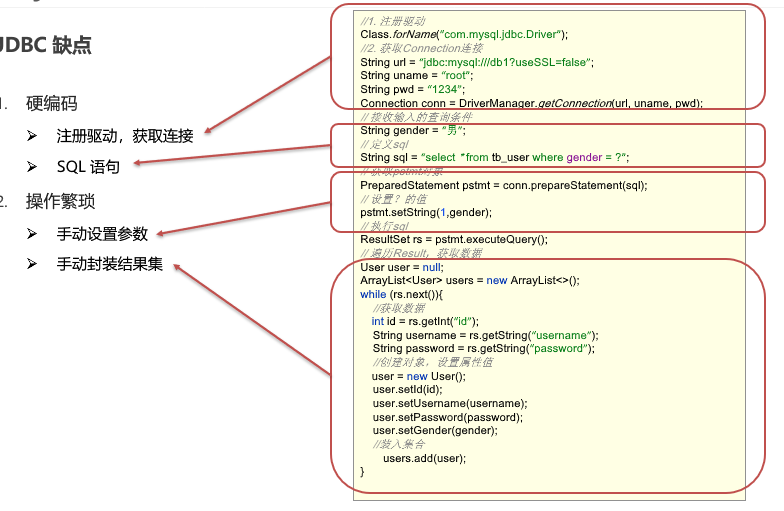 JDBC 缺点
1. 硬编码
➢ 注册驱动，获取连接
➢ SQL 语句
2. 操作繁琐
➢ 手动设置参数
➢ 手动封装结果集
//1. 注册驱动
Class.forName("com.mysql.jdbc.Driver");
//2. 获取Connection连接
String url = "jdbc:mysql:///db1?useSSL=false";
String uname = "root";
String pwd = "1234";
Connection conn = DriverManager.getConnection(url, uname, pwd);
// 接收输入的查询条件
String gender = "男";
// 定义sql
String sql = "select *from tb_user where gender = ?";
// 获取pstmt对象
PreparedStatement pstmt = conn.prepareStatement(sql);
// 设置？的值
pstmt.setString(1,gender);
// 执行sql
ResultSet rs = pstmt.executeQuery();
// 遍历Result，获取数据
User user = null;
ArrayList<User> users = new ArrayList<>();
while (rs.next()){
//获取数据
int id = rs.getInt("id");
String username = rs.getString("username");
String password = rs.getString("password");
//创建对象，设置属性值
user = new User();
user.setId(id);
user.setUsername(username);
user.setPassword(password);
user.setGender(gender);
//装入集合
users.add(user);
}